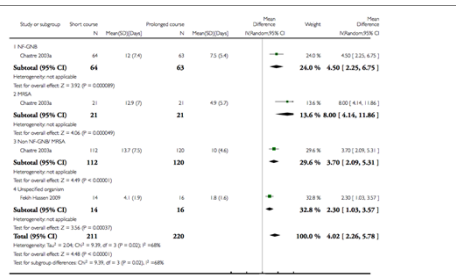 Study or subgroup Short course Prolonged course Mean Difference Weight Mean Difference
N Mean(SD)[Days] N Mean(SD)[Days] IV,Random,95% CI IV,Random,95% CI
1 NF-GNB
Chastre 2003a 64 12 (7.4) 63 7.5 (5.4) 24.0 % 4.50 [ 2.25, 6.75 ]
Subtotal (95% CI) 64 63 24.0 % 4.50 [ 2.25, 6.75 ]
Heterogeneity: not applicable
Test for overall effect: Z = 3.92 (P = 0.000089)
2 MRSA
Chastre 2003a 21 12.9 (7) 21 4.9 (5.7) 13.6 % 8.00 [ 4.14, 11.86 ]
Subtotal (95% CI) 21 21 13.6 % 8.00 [ 4.14, 11.86 ]
Heterogeneity: not applicable
Test for overall effect: Z = 4.06 (P = 0.000049)
3 Non NF-GNB/ MRSA
Chastre 2003a 112 13.7 (7.5) 120 10 (4.6) 29.6 % 3.70 [ 2.09, 5.31 ]
Subtotal (95% CI) 112 120 29.6 % 3.70 [ 2.09, 5.31 ]
Heterogeneity: not applicable
Test for overall effect: Z = 4.49 (P < 0.00001)
4 Unspecified organism
Fekih Hassen 2009 14 4.1 (1.9) 16 1.8 (1.6) 32.8 % 2.30 [ 1.03, 3.57 ]
Subtotal (95% CI) 14 16 32.8 % 2.30 [ 1.03, 3.57 ]
Heterogeneity: not applicable
Test for overall effect: Z = 3.56 (P = 0.00037)
Total (95% CI) 211 220 100.0 % 4.02 [ 2.26, 5.78 ]
Heterogeneity: Tau² = 2.04; Chi² = 9.39, df = 3 (P = 0.02); I² =68%
Test for overall effect: Z = 4.48 (P < 0.00001)
Test for subgroup differences: Chi² = 9.39, df = 3 (P = 0.02), I² =68%